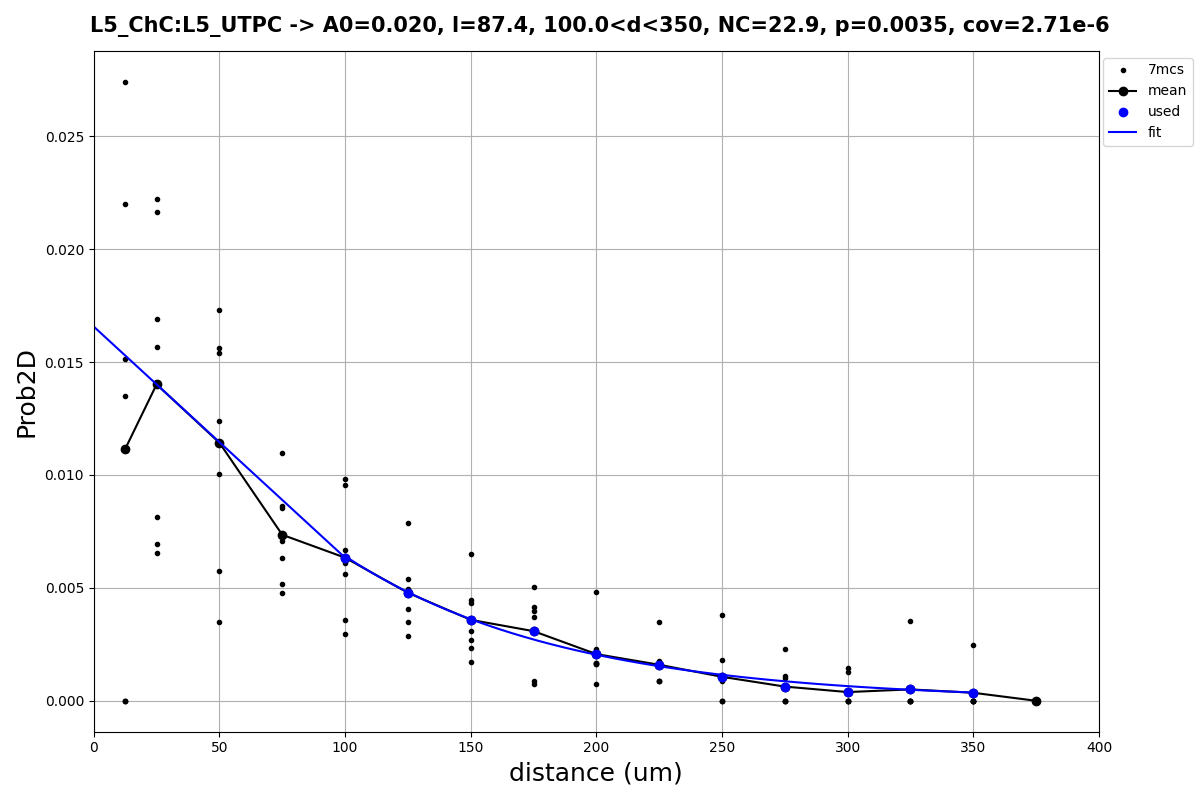 L5_ChC:L5_UTPC -> A0=0.020, l=87.4, 100.0<d<350, NC=22.9, p=0.0035, cov=2.71e-6
7mcs
mean
used
fit
0.025
0.020
0.015
0.010
0.005
0.000
Prob2D
0 50 100 150 200 250 300 350 400
distance (um)